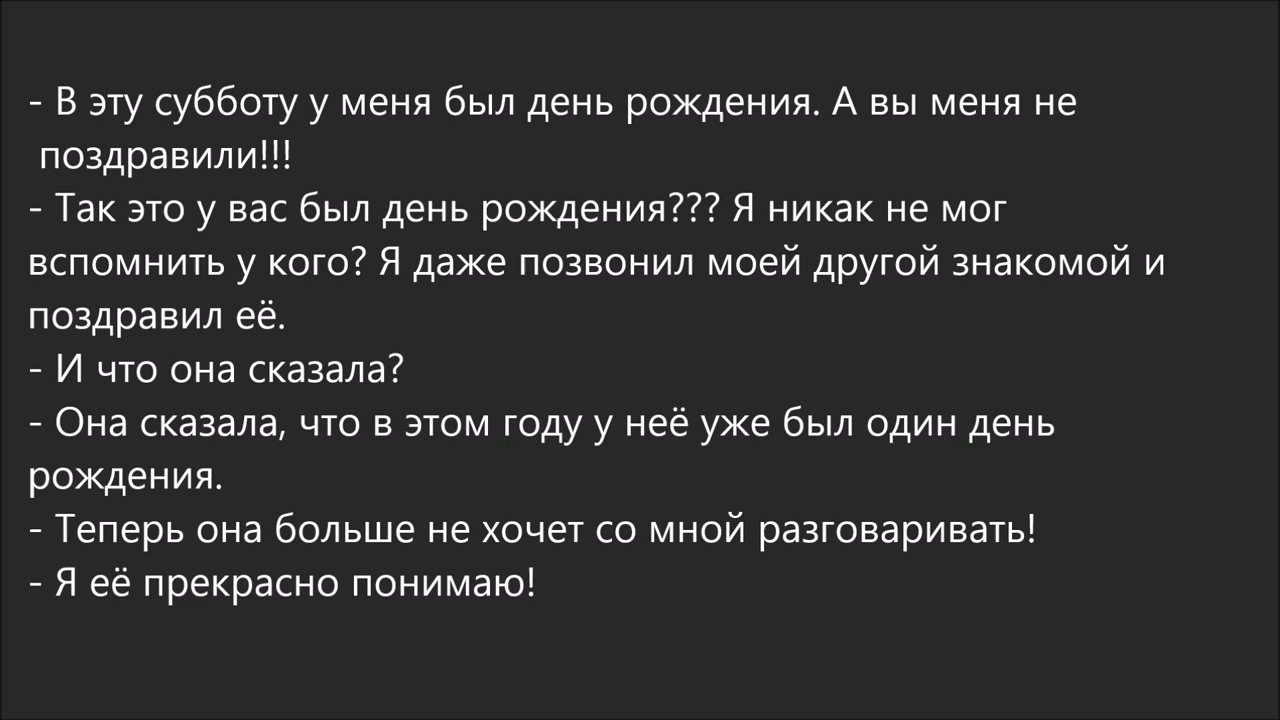 - В эту субботу у меня был день рождения. А вы меня не
поздравили!!!
- Так это у вас был день рождения??? Я никак не мог
вспомнить у кого? Я даже позвонил моей другой знакомой и
поздравил её.
- И что она сказала?
- Она сказала, что в этом году у неё уже был один день
рождения.
- Теперь она больше не хочет со мной разговаривать!
- Я её прекрасно понимаю!